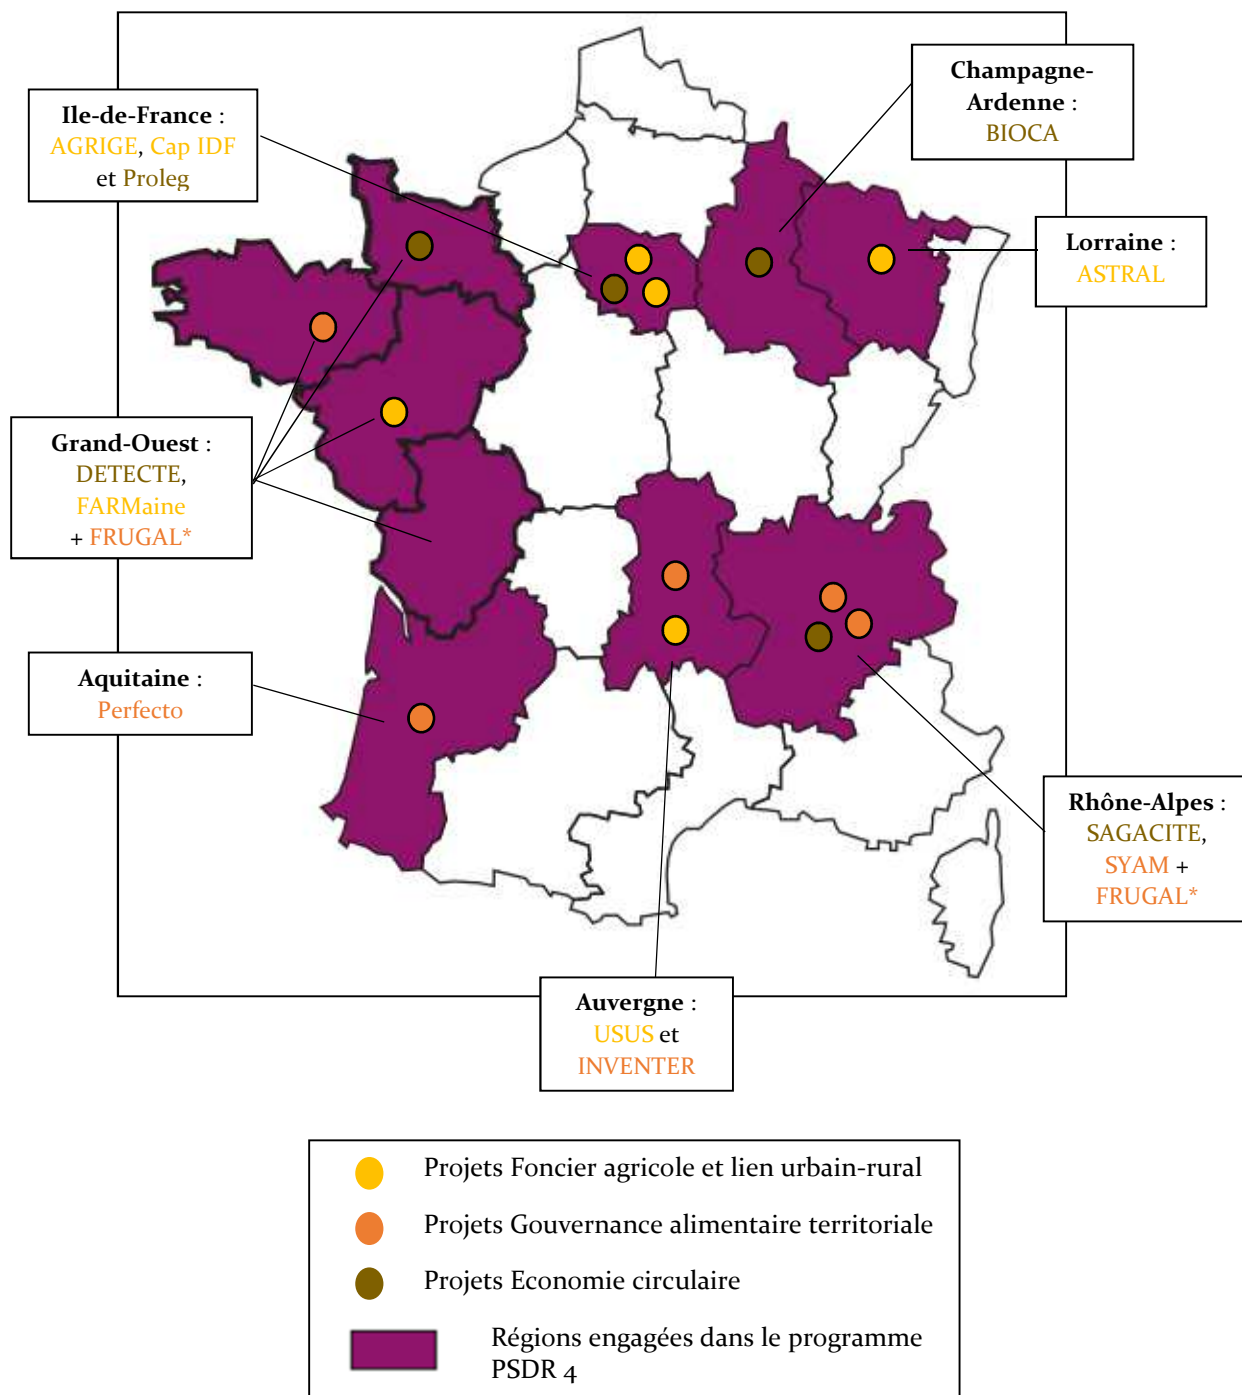 Champagne-
Ardenne :
BIOCA
Ile-de-France :
AGRIGE, Cap IDF
et Proleg
Lorraine :
ASTRAL
Grand-Ouest :
DETECTE,
FARMaine
+ FRUGAL*
Aquitaine :
Perfecto
Rhône-Alpes :
SAGACITE,
SYAM +
FRUGAL*
Auvergne :
USUS et
INVENTER
Projets Foncier agricole et lien urbain-rural
Projets Gouvernance alimentaire territoriale
Projets Economie circulaire
Régions engagées dans le programme
PSDR 4